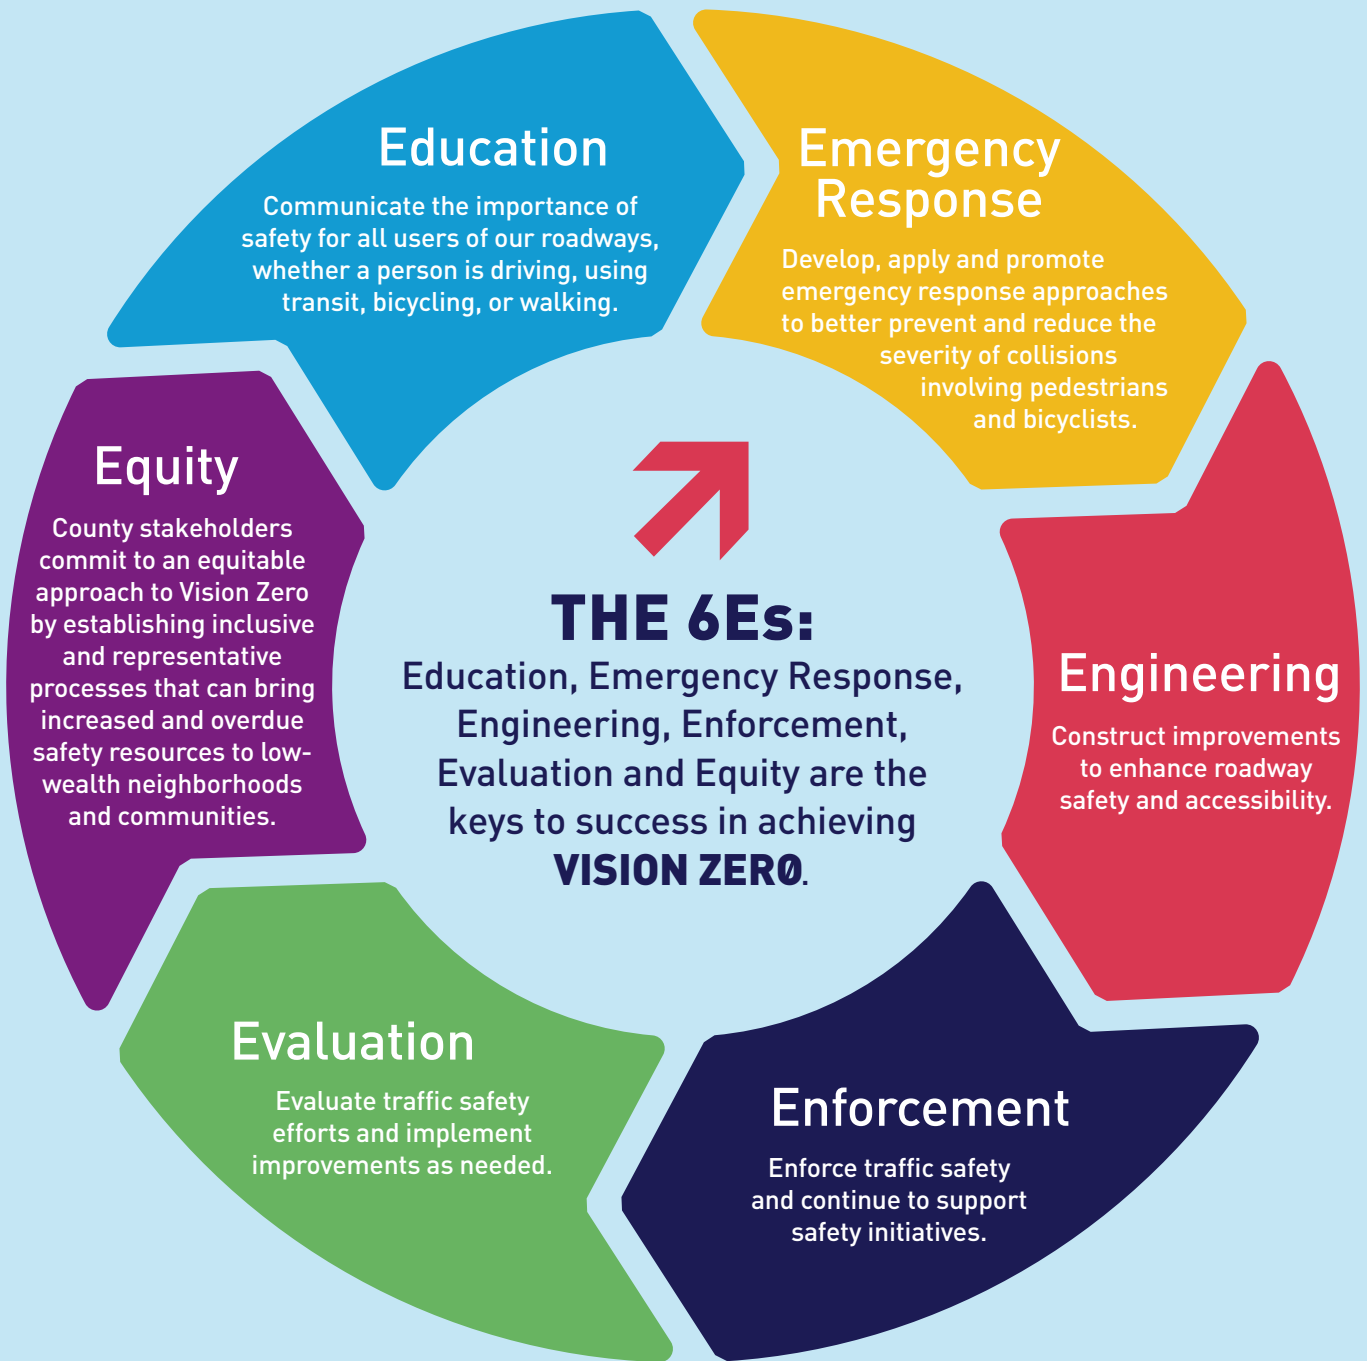 Education
Communicate the importance of
safety for all users of our roadways,
whether a person is driving, using
transit, bicycling, or walking.
Emergency
Response
Develop, apply and promote
emergency response approaches
to better prevent and reduce the
severity of collisions
involving pedestrians
and bicyclists.
Equity
County stakeholders
commit to an equitable
approach to Vision Zero
by establishing inclusive
and representative
processes that can bring
increased and overdue
safety resources to low-
wealth neighborhoods
and communities.
THE 6Es:
Education, Emergency Response,
Engineering, Enforcement,
Evaluation and Equity are the
keys to success in achieving
VISION ZERØ.
Engineering
Construct improvements
to enhance roadway
safety and accessibility.
Evaluation
Evaluate traffic safety
efforts and implement
improvements as needed.
Enforcement
Enforce traffic safety
and continue to support
safety initiatives.